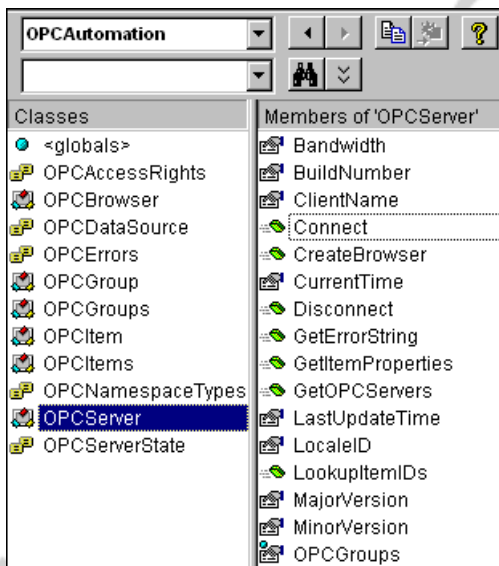 OPCAutomation
?
Classes
<globals>
OPCAccessRights
OPCBrowser
OPCDataSource
OPCErrors
OPCGroup
OPCGroups
OPCItem
OPCItems
OPCNamespaceTypes
OPCServer
OPCServerState
Members of 'OPCServer'
Bandwidth
BuildNumber
ClientName
Connect
CreateBrowser
CurrentTime
Disconnect
GetErrorString
GetItemProperties
GetOPCServers
LastUpdateTime
LocaleID
LookupItemIDs
MajorVersion
MinorVersion
OPCGroups